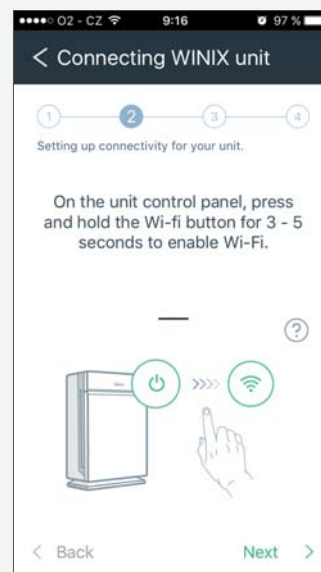 O2 - CZ 9:16 97 %
Connecting WINIX unit
1 2 3 4
Setting up connectivity for your unit.
On the unit control panel, press
and hold the Wi-fi button for 3 - 5
seconds to enable Wi-Fi.
?
< Back Next >